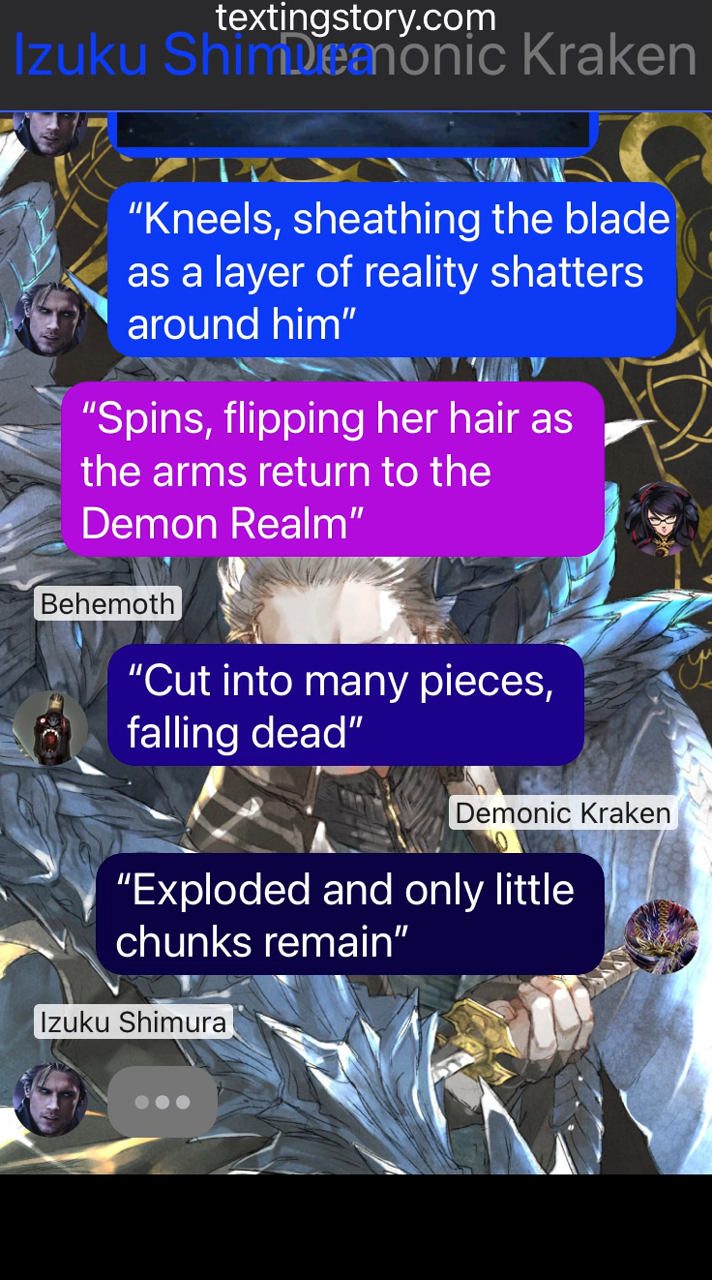 textingstory.com
Izuku Shimura Demonic Kraken
“Kneels, sheathing the blade
as a layer of reality shatters
around him”
“Spins, flipping her hair as
the arms return to the
Demon Realm”
Behemoth
“Cut into many pieces,
falling dead”
Demonic Kraken
“Exploded and only little
chunks remain”
Izuku Shimura